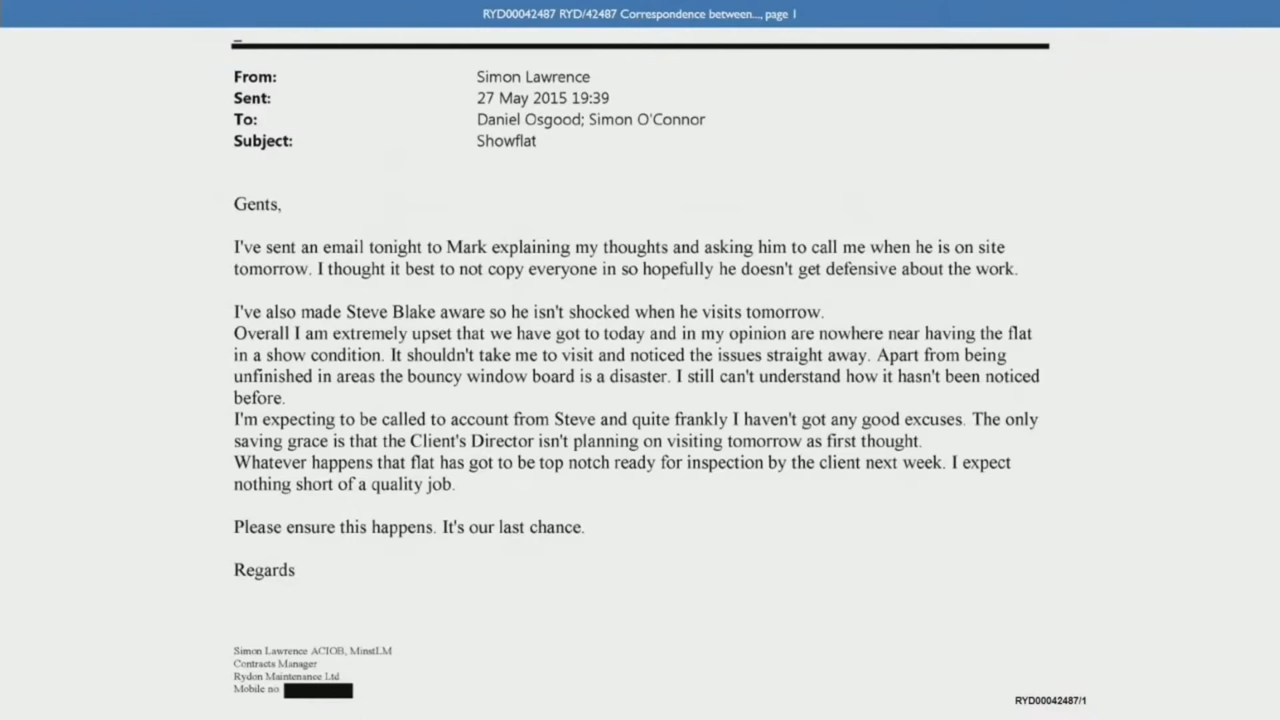 RYD00042487 RYD/42487 Correspondence between..., page 1
From: Simon Lawrence
Sent: 27 May 2015 19:39
To: Daniel Osgood; Simon O'Connor
Subject: Showflat
Gents,
I've sent an email tonight to Mark explaining my thoughts and asking him to call me when he is on site
tomorrow. I thought it best to not copy everyone in so hopefully he doesn't get defensive about the work.
I've also made Steve Blake aware so he isn't shocked when he visits tomorrow.
Overall I am extremely upset that we have got to today and in my opinion are nowhere near having the flat
in a show condition. It shouldn't take me to visit and noticed the issues straight away. Apart from being
unfinished in areas the bouncy window board is a disaster. I still can't understand how it hasn't been noticed
before.
I'm expecting to be called to account from Steve and quite frankly I haven't got any good excuses. The only
saving grace is that the Client's Director isn't planning on visiting tomorrow as first thought.
Whatever happens that flat has got to be top notch ready for inspection by the client next week. I expect
nothing short of a quality job.
Please ensure this happens. It's our last chance.
Regards
Simon Lawrence ACIOB, MinstLM
Contracts Manager
Rydon Maintenance Ltd
Mobile no
RYD00042487/1